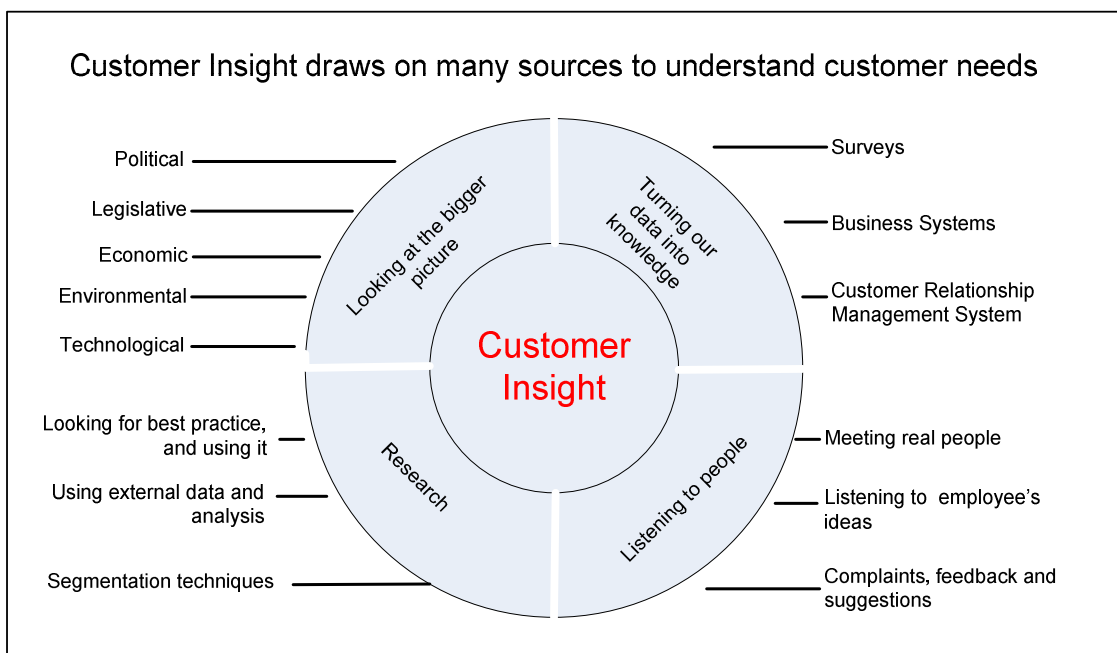 Customer Insight draws on many sources to understand customer needs
Political
Legislative
Economic
Environmental
Technological
Looking at the bigger
picture
Turning our
data into
knowledge
Surveys
Business Systems
Customer Relationship
Management System
Customer
Insight
Looking for best practice,
and using it
Using external data and
analysis
Segmentation techniques
Research
Listening to people
Meeting real people
Listening to  employee’s
ideas
Complaints, feedback and
suggestions